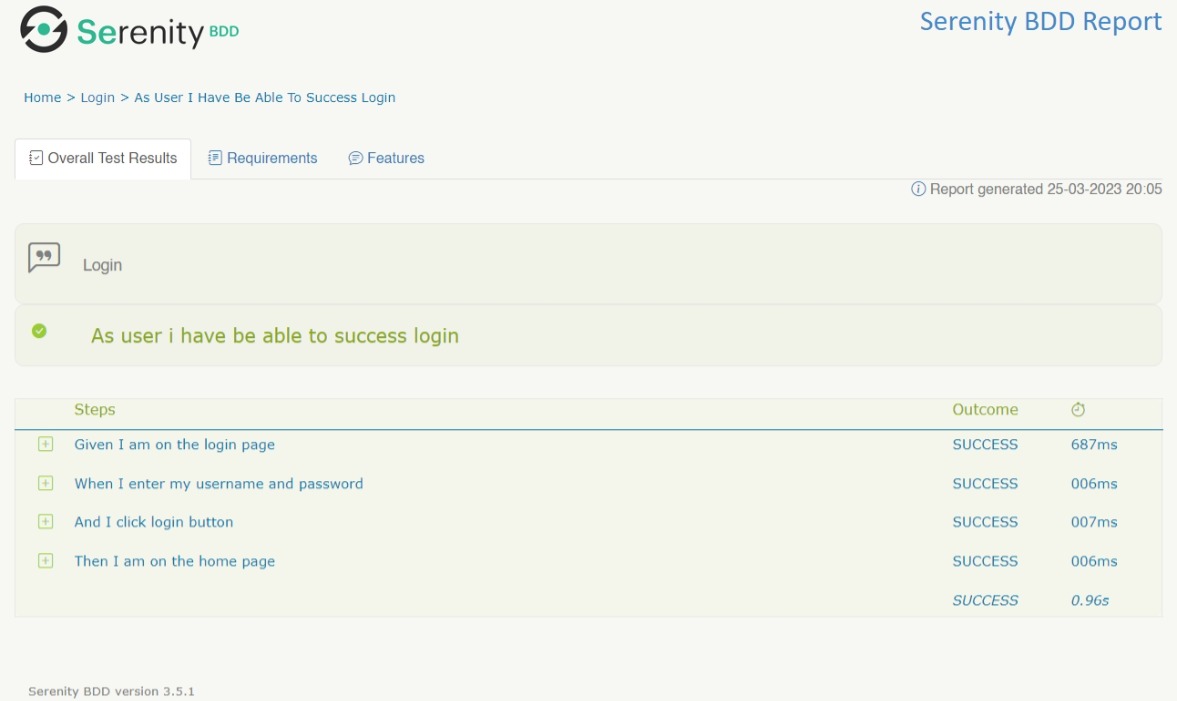 Serenity BDD
Serenity BDD Report
Home > Login > As User I Have Be Able To Success Login
Overall Test Results Requirements Features
Report generated 25-03-2023 20:05
Login
As user i have be able to success login
Steps Outcome
Given I am on the login page SUCCESS 687ms
When I enter my username and password SUCCESS 006ms
And I click login button SUCCESS 007ms
Then I am on the home page SUCCESS 006ms
SUCCESS 0.96s
Serenity BDD version 3.5.1